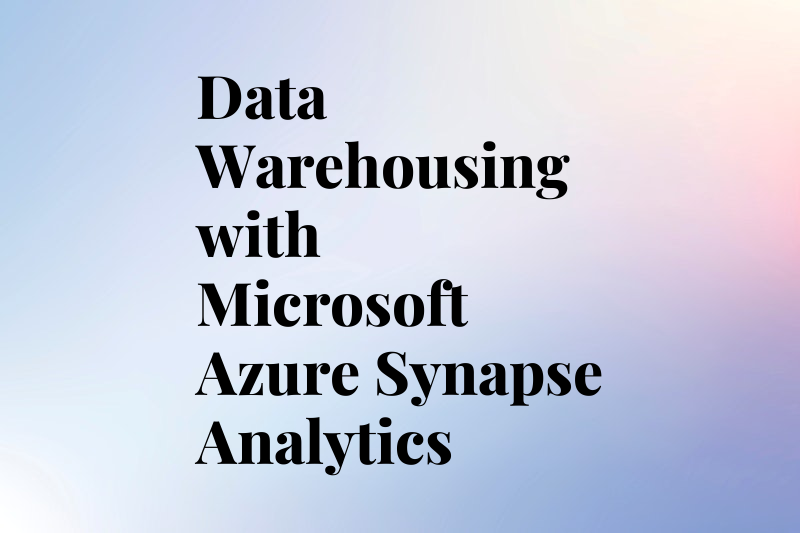 Data
Warehousing
with
Microsoft
Azure Synapse
Analytics